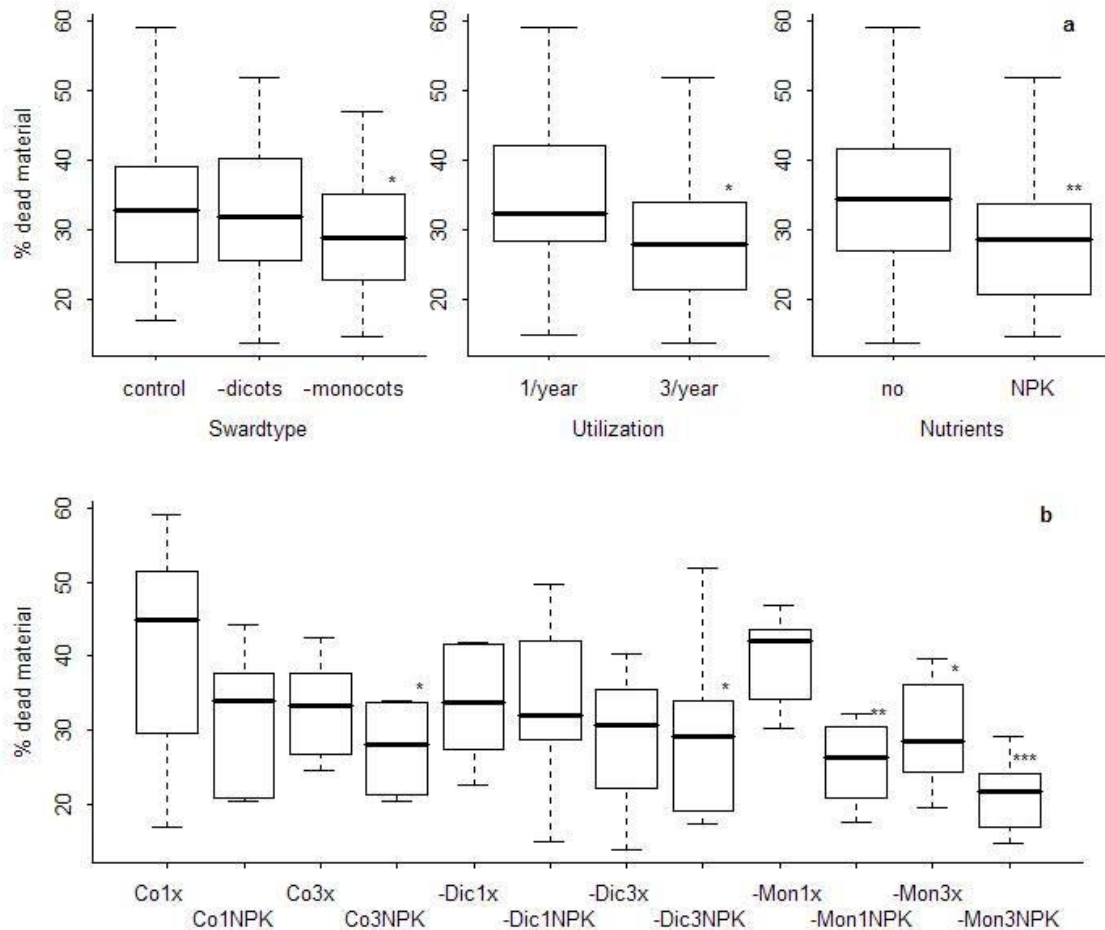 a
% dead material
60
50
40
30
20
60
50
40
30
20
60
50
40
30
20
* * **
control -dicots -monocots 1/year 3/year no NPK
Swardtype Utilization Nutrients
b
% dead material
60
50
40
30
20
* * ** * ***
Co1x Co3x -Dic1x -Dic3x -Mon1x -Mon3x
Co1NPK Co3NPK -Dic1NPK -Dic3NPK -Mon1NPK -Mon3NPK